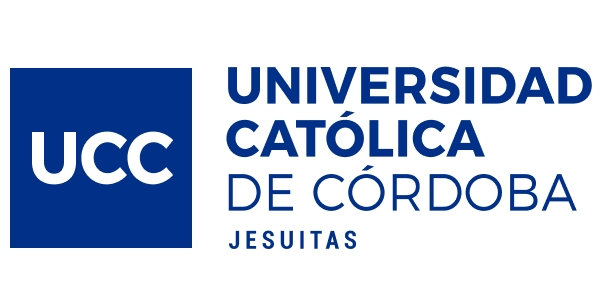 UCC
UNIVERSIDAD
CATÓLICA
DE CÓRDOBA
JESUITAS